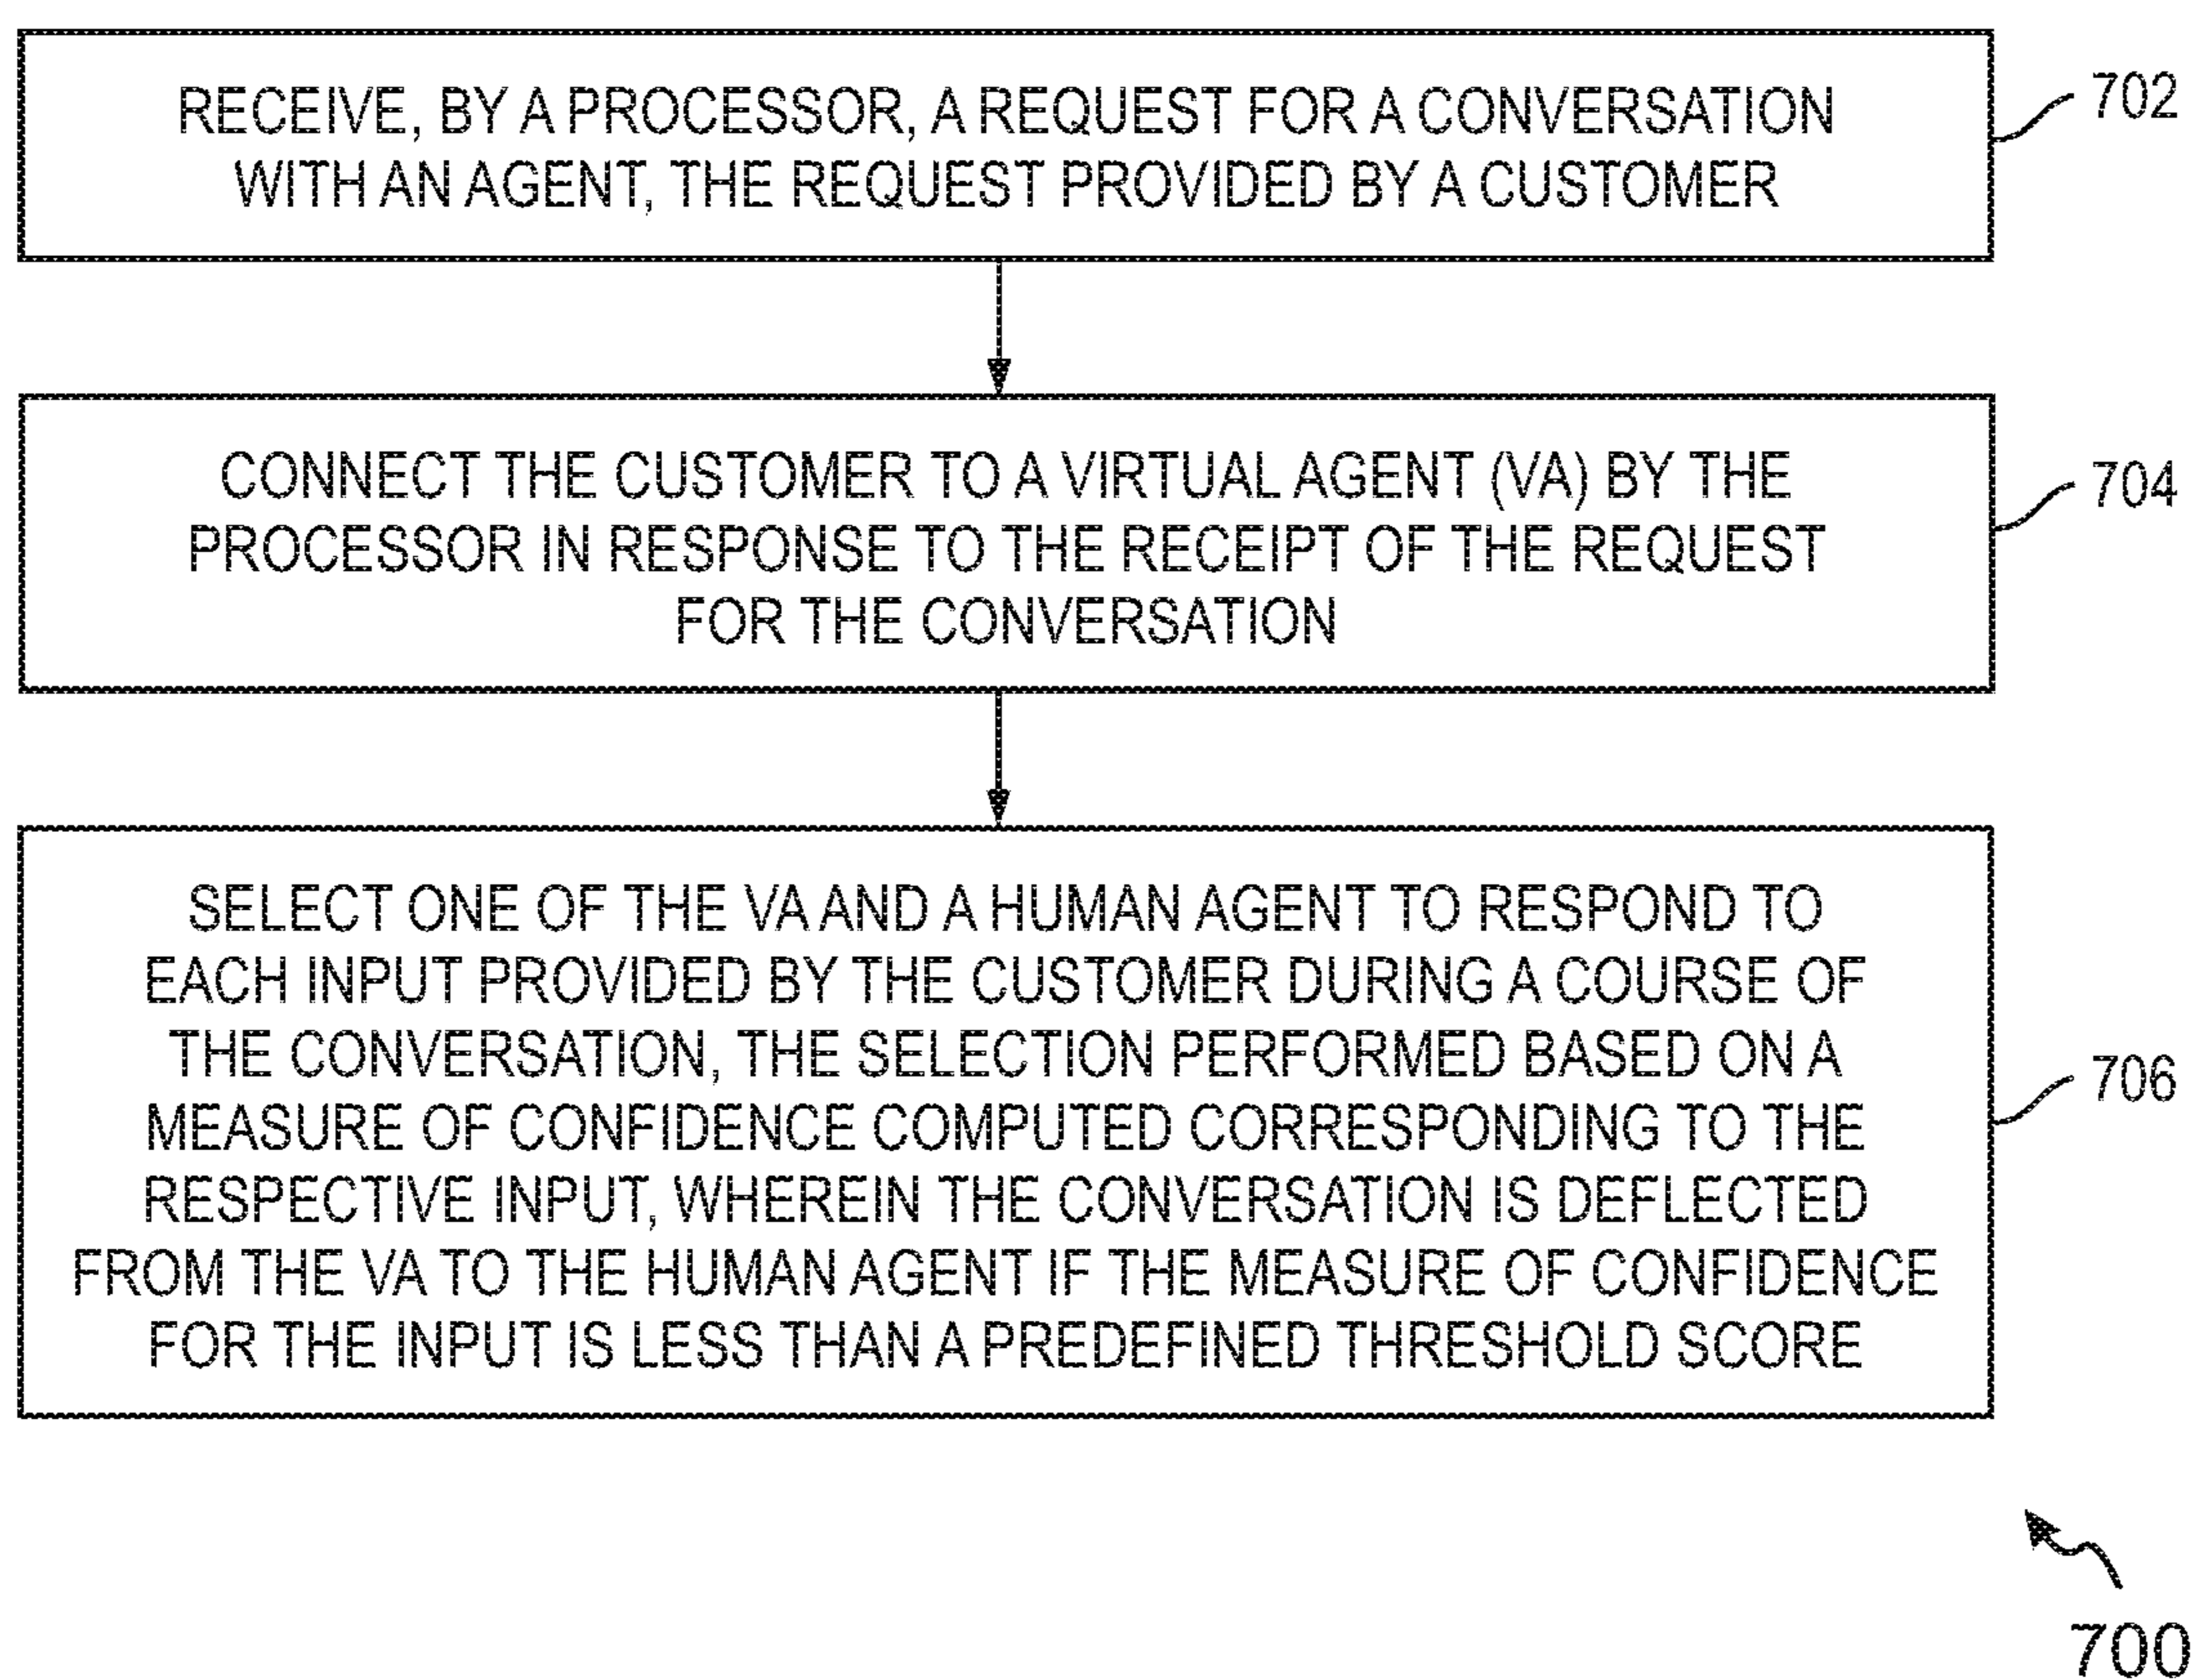 RECEIVE, BY A PROCESSOR, A REQUEST FOR A CONVERSATION
WITH AN AGENT, THE REQUEST PROVIDED BY A CUSTOMER
702
CONNECT THE CUSTOMER TO A VIRTUAL AGENT (VA) BY THE
PROCESSOR IN RESPONSE TO THE RECEIPT OF THE REQUEST
FOR THE CONVERSATION
704
SELECT ONE OF THE VA AND A HUMAN AGENT TO RESPOND TO
EACH INPUT PROVIDED BY THE CUSTOMER DURING A COURSE OF
THE CONVERSATION, THE SELECTION PERFORMED BASED ON A
MEASURE OF CONFIDENCE COMPUTED CORRESPONDING TO THE
RESPECTIVE INPUT, WHEREIN THE CONVERSATION IS DEFLECTED
FROM THE VA TO THE HUMAN AGENT IF THE MEASURE OF CONFIDENCE
FOR THE INPUT IS LESS THAN A PREDEFINED THRESHOLD SCORE
706
700